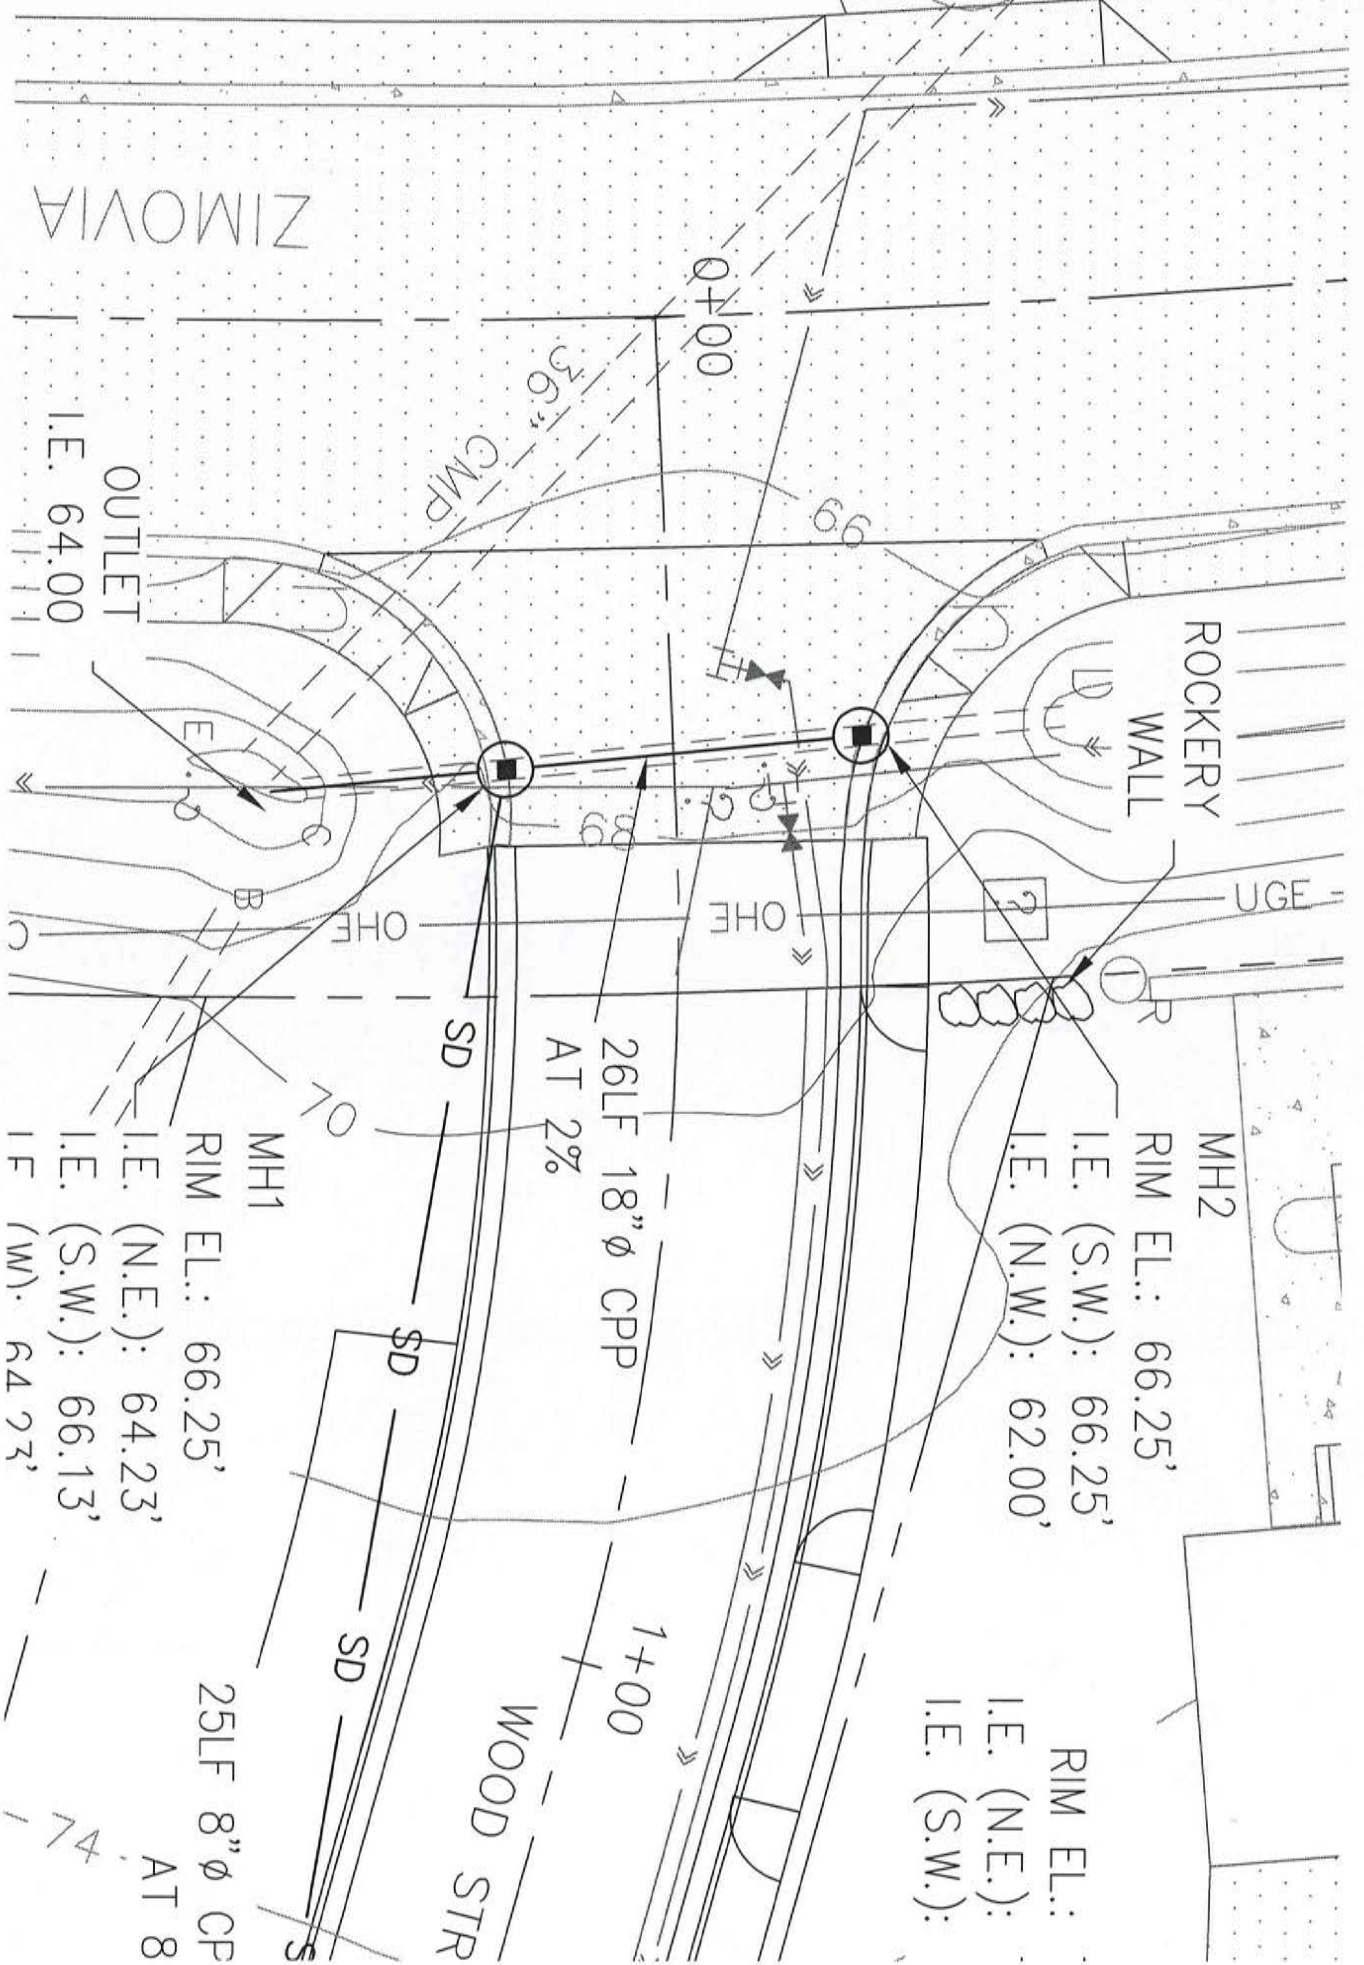 ZIMOVIA
0+00
36" CMP
OUTLET
I.E. 64.00
66
68
70
74
ROCKERY
WALL
UGE
OHE
OHE
D
E
C
B
R
?
SD
SD
SD
26LF 18"ø CPP
AT 2%
MH2
RIM EL.: 66.25'
I.E. (S.W.): 66.25'
I.E. (N.W.): 62.00'
MH1
RIM EL.: 66.25'
I.E. (N.E.): 64.23'
I.E. (S.W.): 66.13'
I.E. (W): 64.23'
1+00
WOOD STR
RIM EL.:
I.E. (N.E.):
I.E. (S.W.):
25LF 8"ø CP
AT 8